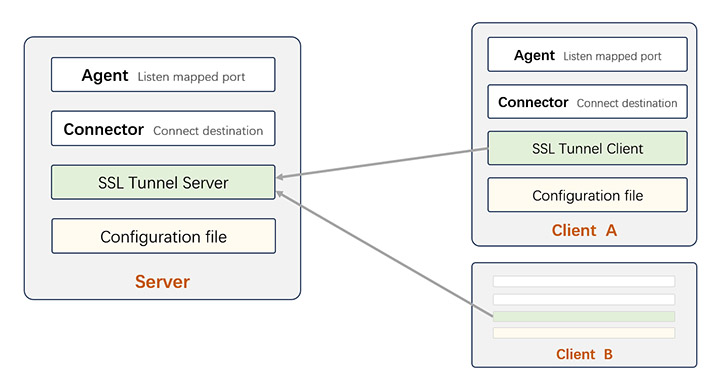 Agent Listen mapped port
Connector Connect destination
SSL Tunnel Server
Configuration file
Server
Agent Listen mapped port
Connector Connect destination
SSL Tunnel Client
Configuration file
Client A
Client B